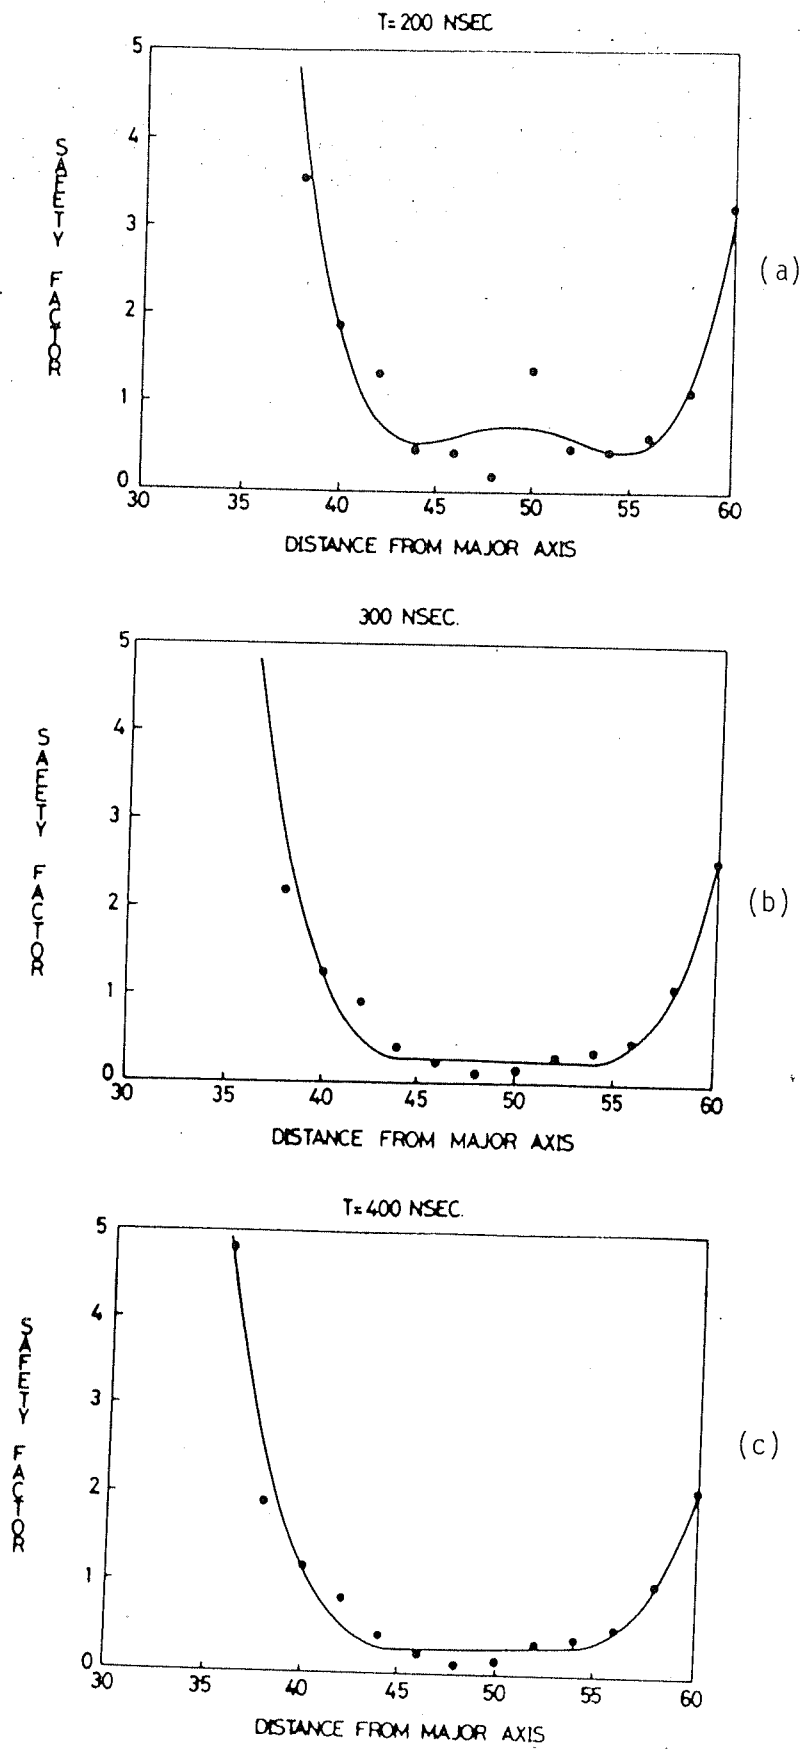 T=200 NSEC
5
4
3
2
1
0
SAFETY FACTOR
30 35 40 45 50 55 60
DISTANCE FROM MAJOR AXIS
(a)
300 NSEC.
5
4
3
2
1
0
SAFETY FACTOR
30 35 40 45 50 55 60
DISTANCE FROM MAJOR AXIS
(b)
T=400 NSEC.
5
4
3
2
1
0
SAFETY FACTOR
30 35 40 45 50 55 60
DISTANCE FROM MAJOR AXIS
(c)